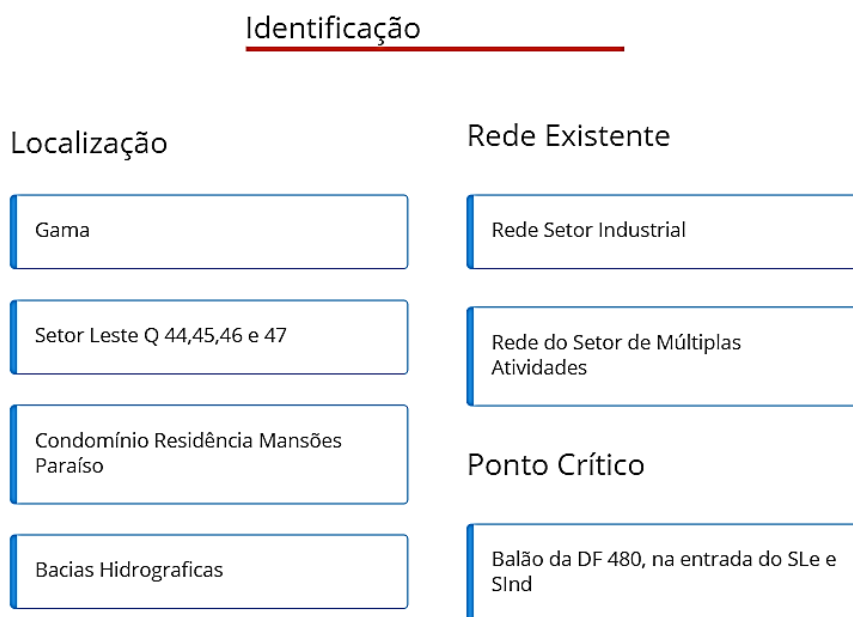 Identificação
Localização
Gama
Setor Leste Q 44,45,46 e 47
Condomínio Residência Mansões
Paraíso
Bacias Hidrograficas
Rede Existente
Rede Setor Industrial
Rede do Setor de Múltiplas
Atividades
Ponto Crítico
Balão da DF 480, na entrada do SLe e
SInd